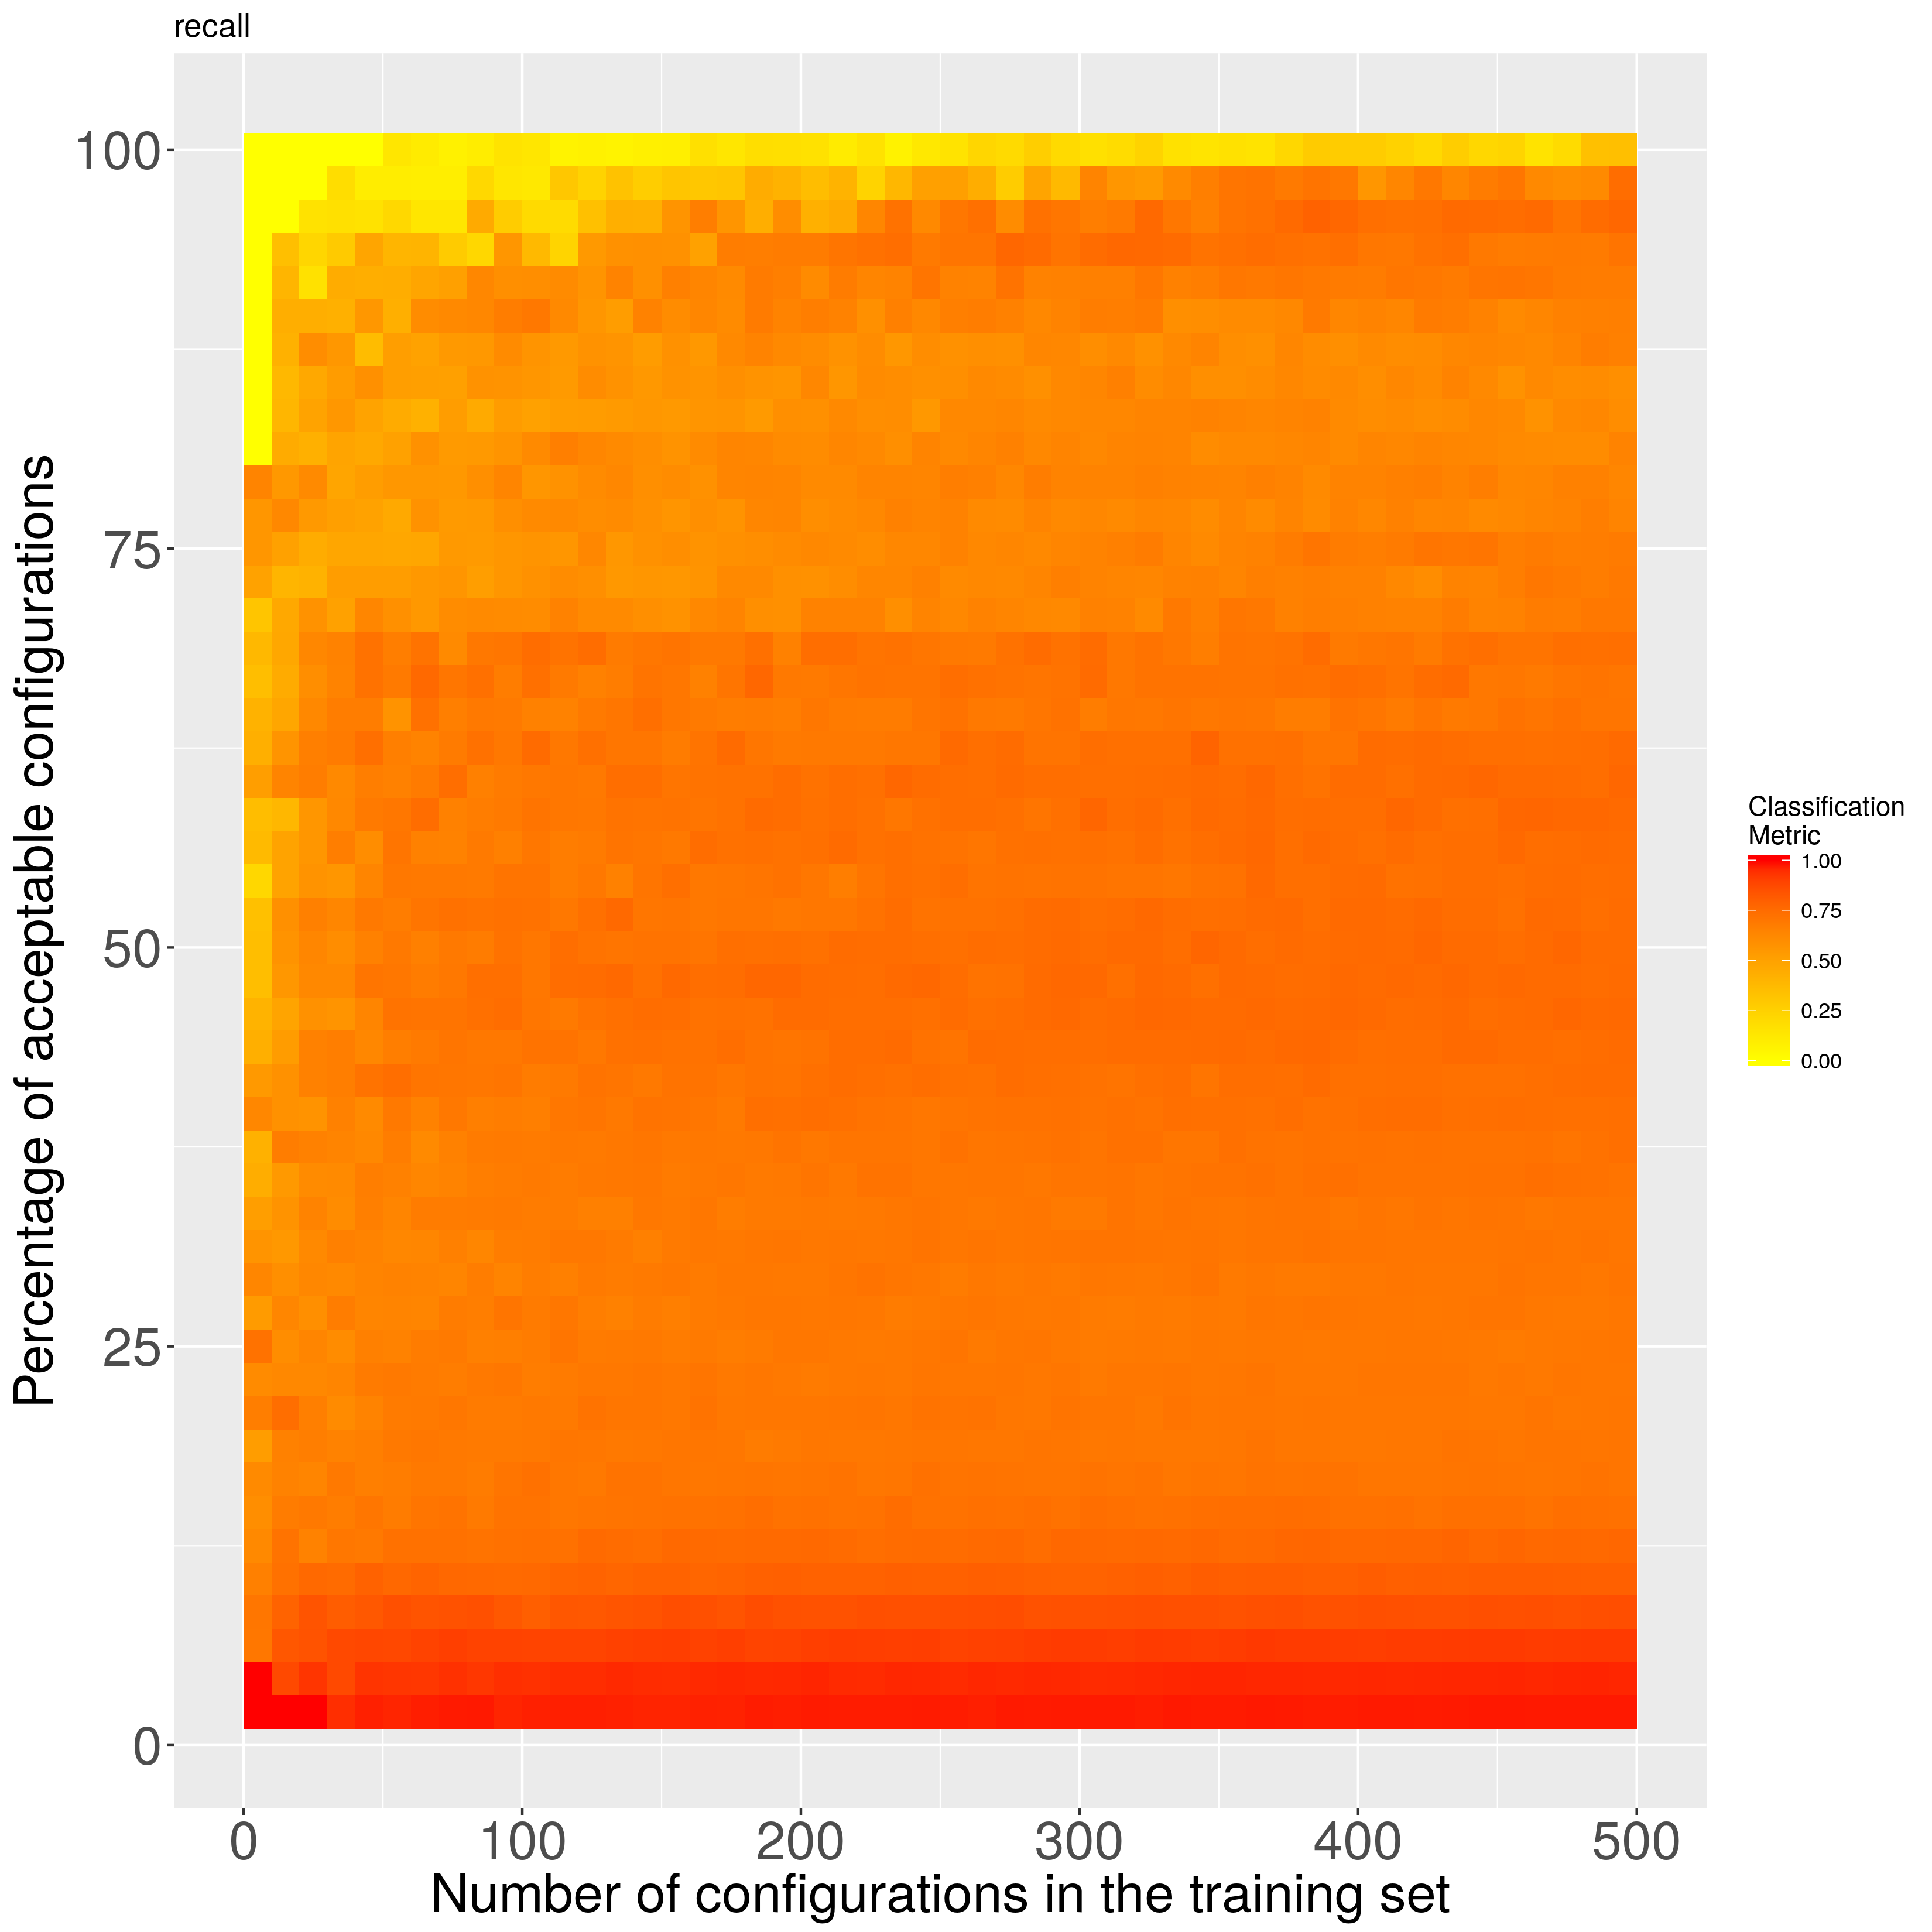 recall
Percentage of acceptable configurations
100
75
50
25
0
0 100 200 300 400 500
Number of configurations in the training set
Classification
Metric
1.00
0.75
0.50
0.25
0.00